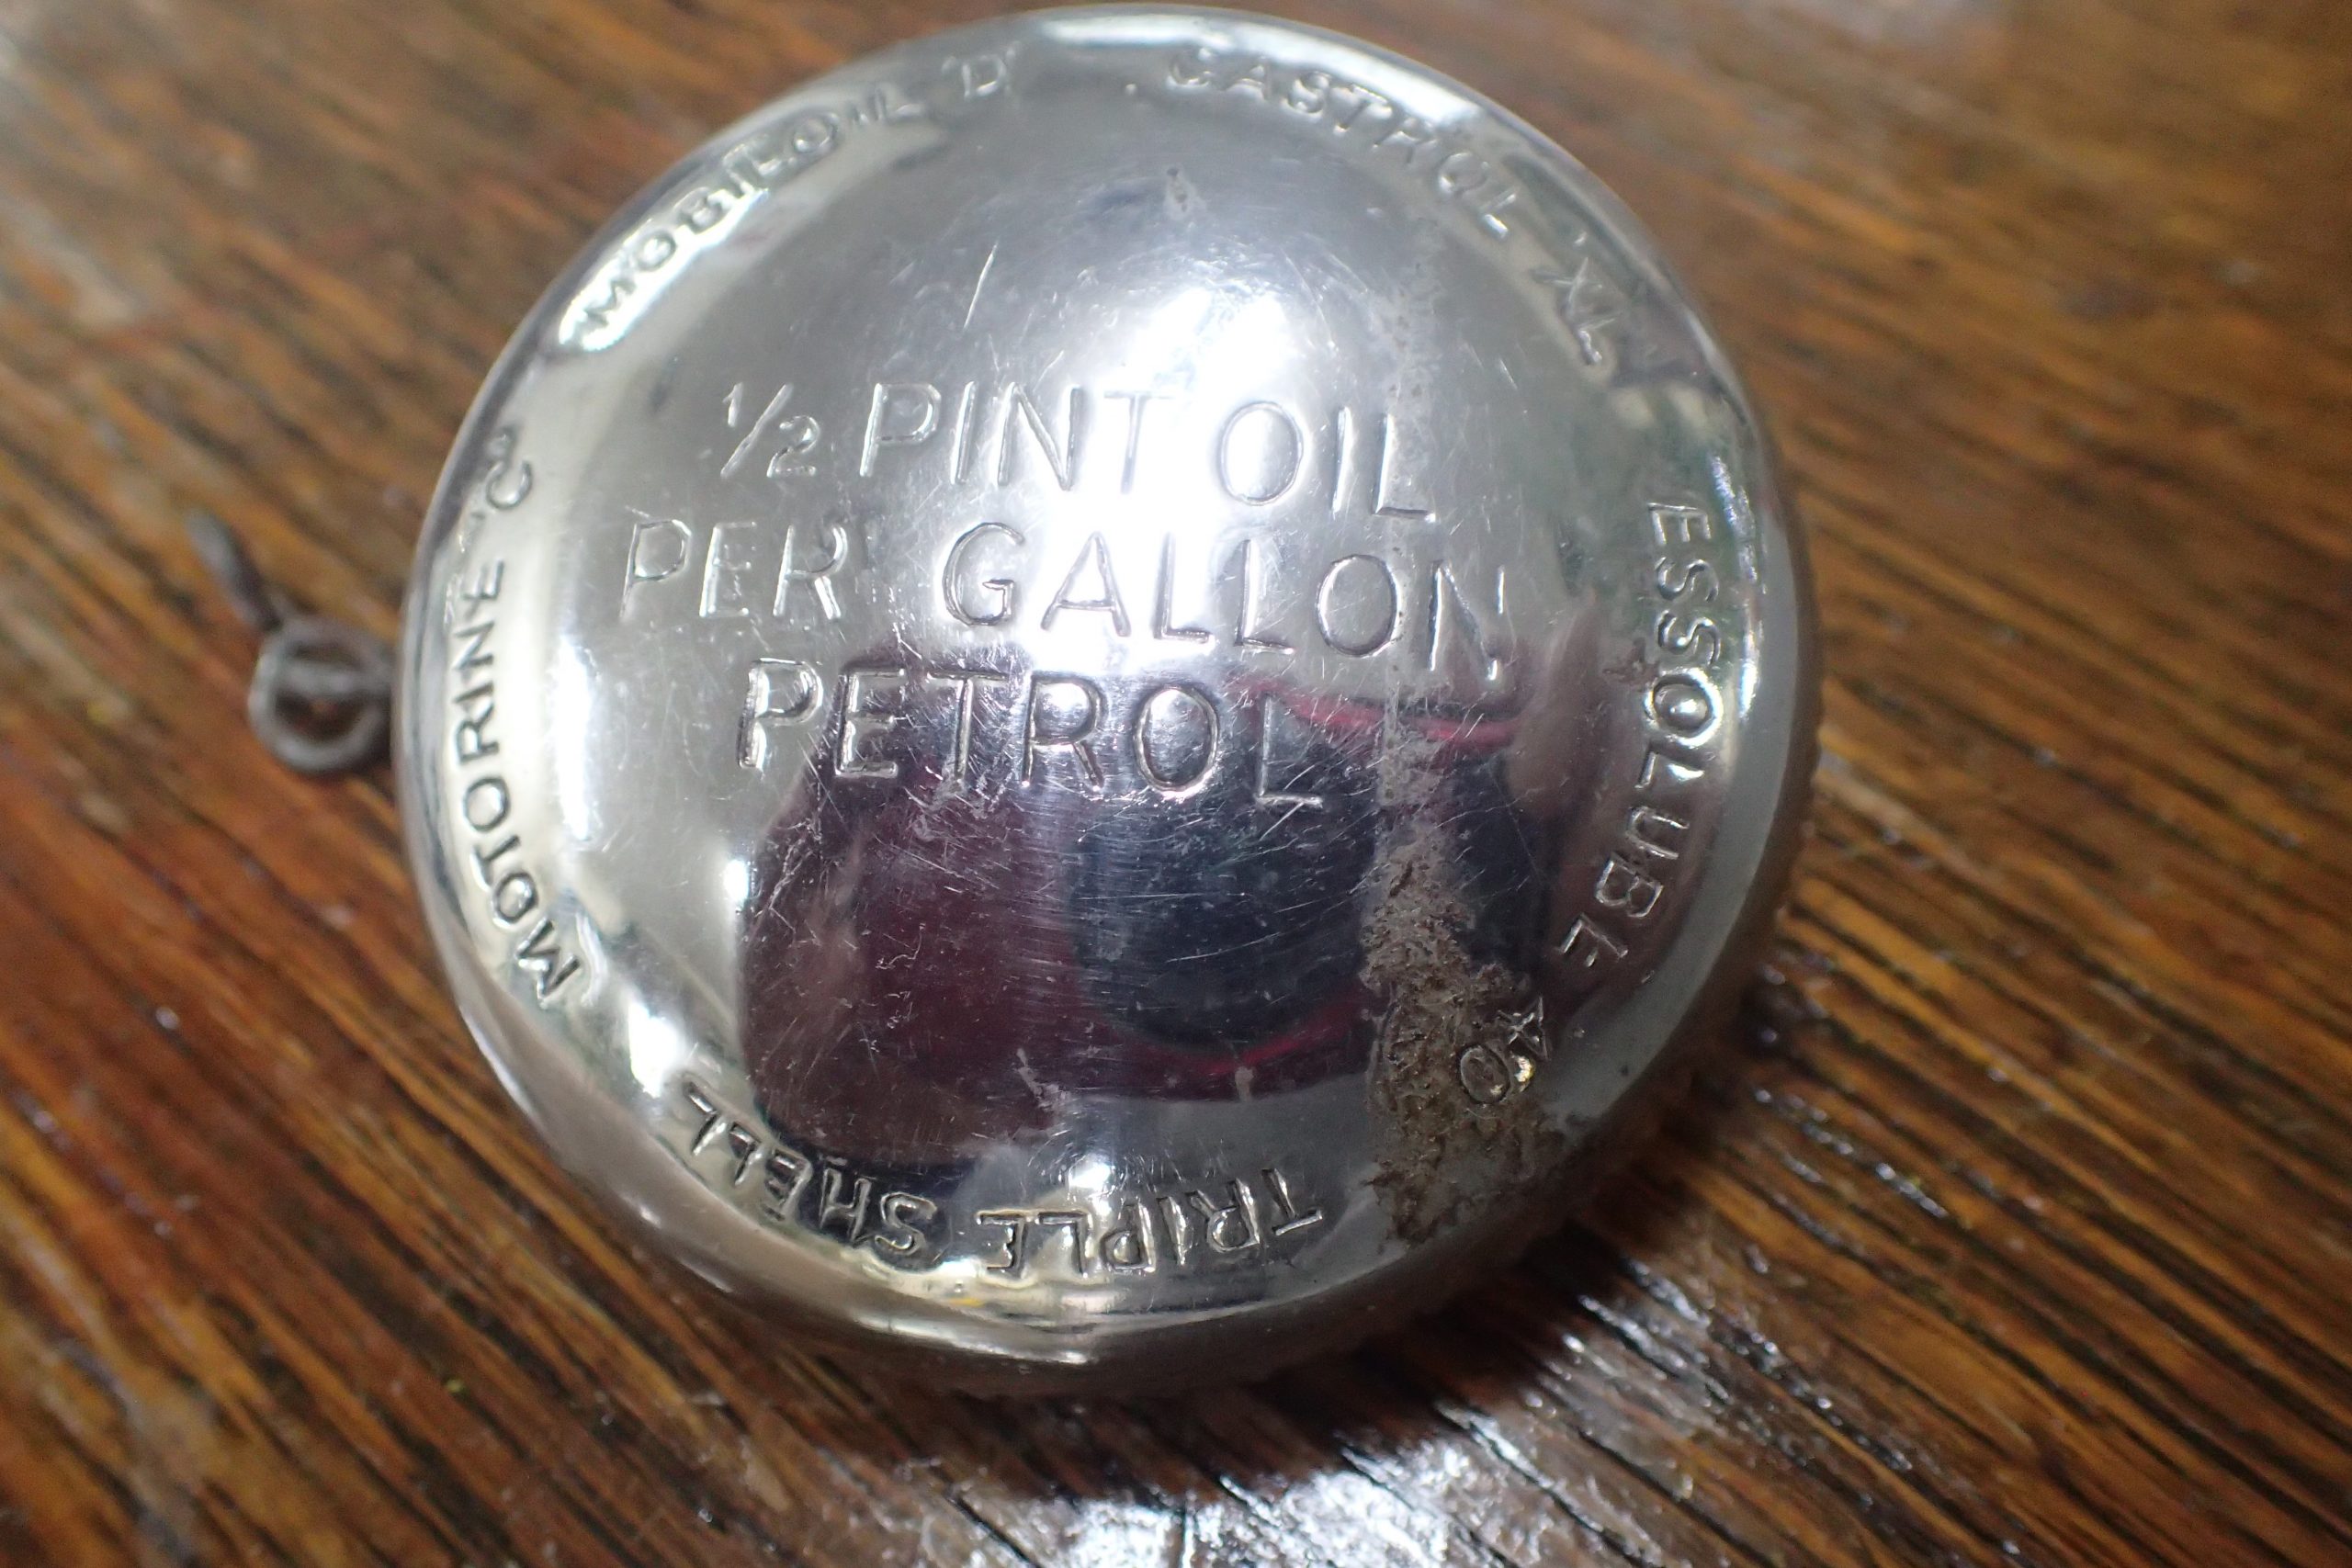 ½ PINT OIL
PER GALLON
PETROL
CASTROL XL
ESSOLUBE 40
TRIPLE SHELL
MOTORINE "C"
MOBILOIL 'D'